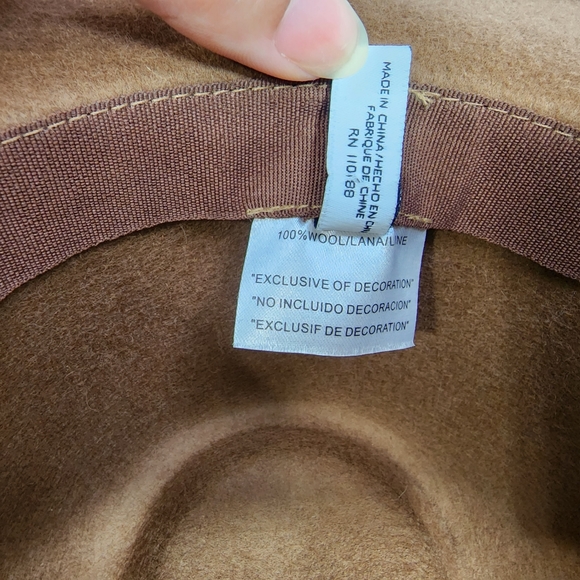 MADE IN CHINA/HECHO EN
FABRIQUE DE CHINE
RN 110188
100%WOOL/LANA/LINE
"EXCLUSIVE OF DECORATION"
"NO INCLUIDO DECORACION"
"EXCLUSIF DE DECORATION"